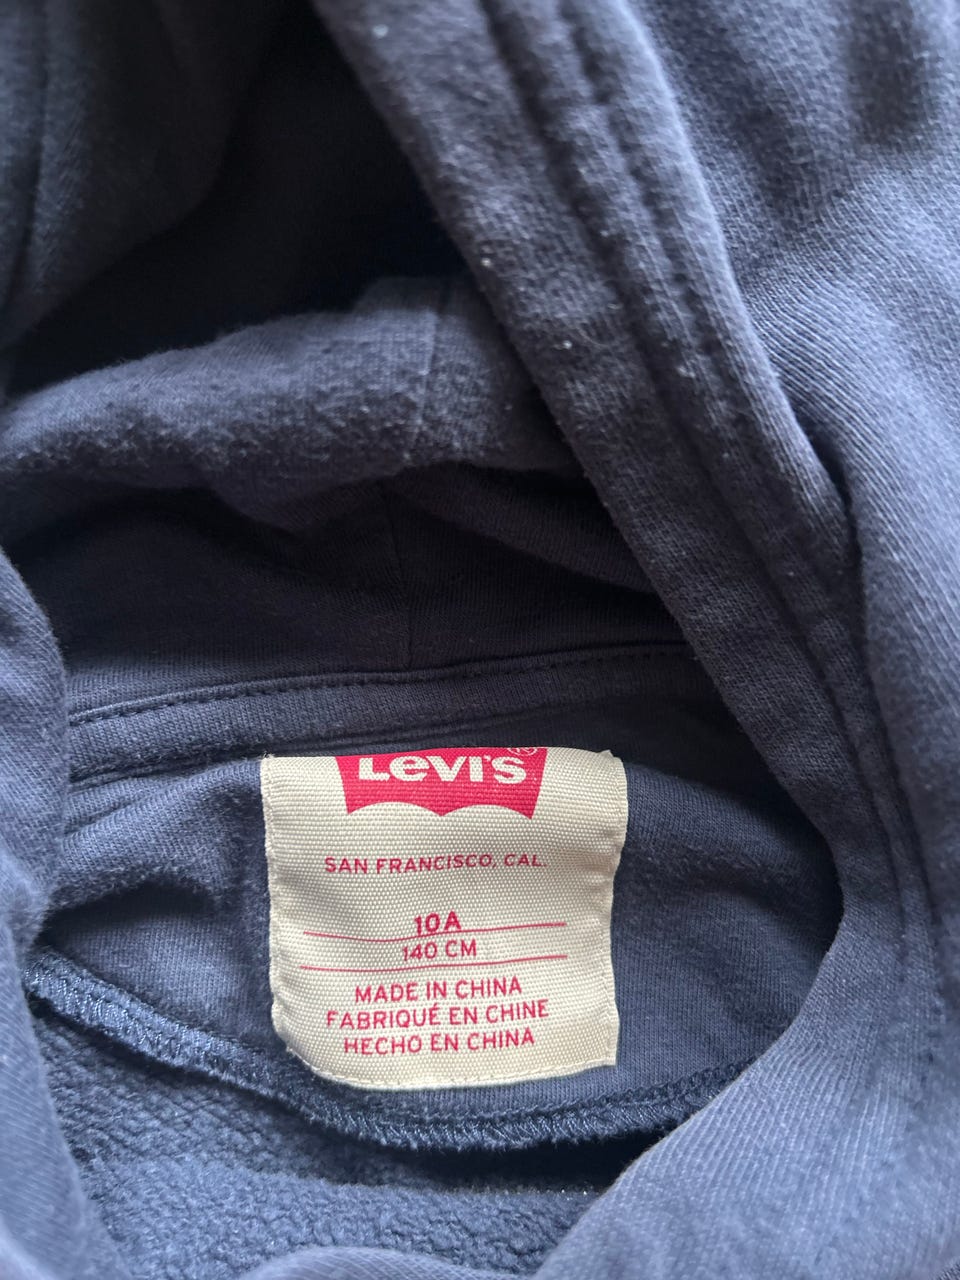 Levi's®
SAN FRANCISCO, CAL.
10A
140 CM
MADE IN CHINA
FABRIQUÉ EN CHINE
HECHO EN CHINA